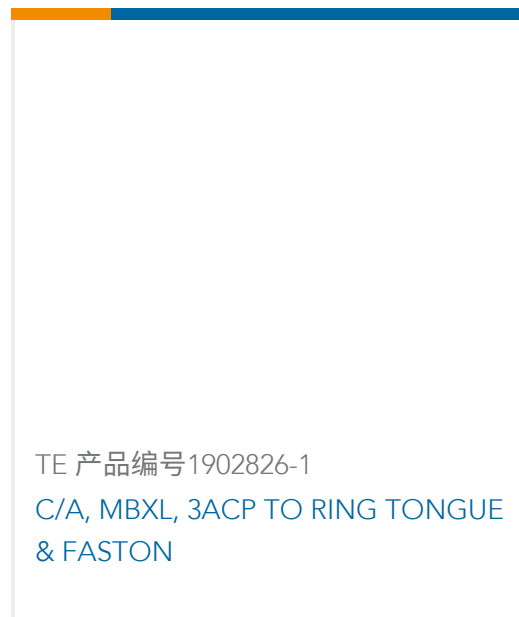 TE 产品编号1902826-1
C/A, MBXL, 3ACP TO RING TONGUE
& FASTON